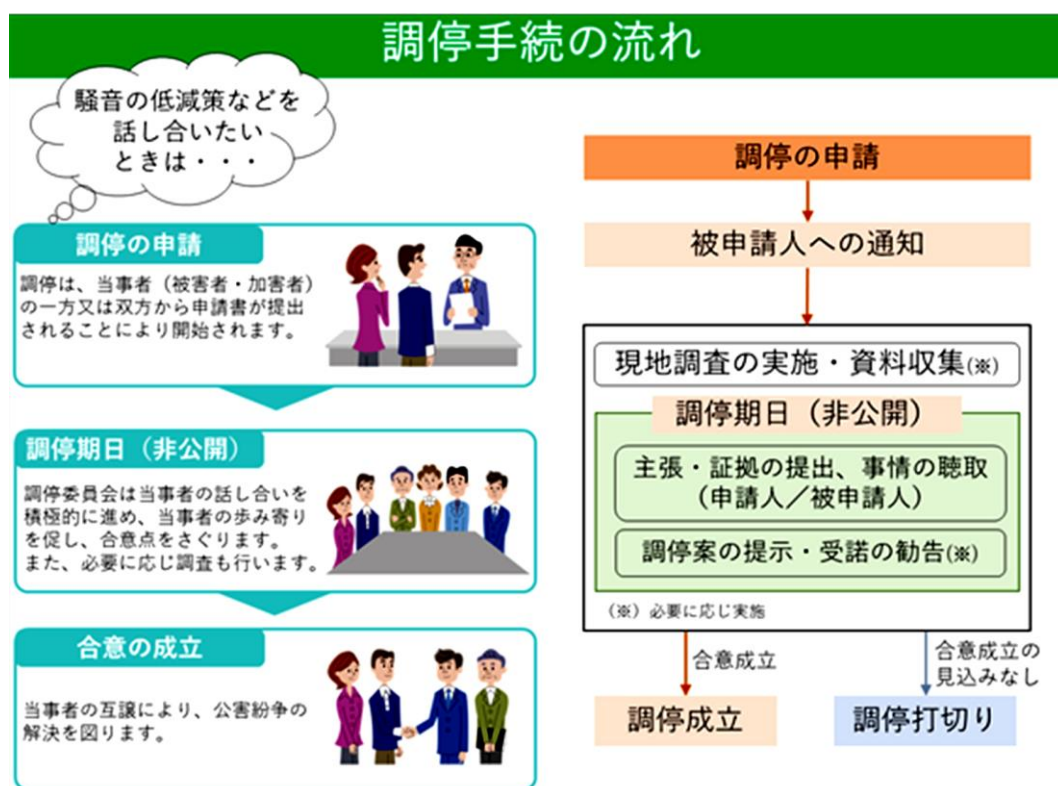 調停手続の流れ
騒音の低減策などを
話し合いたい
ときは・・・
調停の申請
調停は、当事者（被害者・加害者）
の一方又は双方から申請書が提出
されることにより開始されます。
調停期日（非公開）
調停委員会は当事者の話し合いを
積極的に進め、当事者の歩み寄り
を促し、合意点をさぐります。
また、必要に応じ調査も行います。
合意の成立
当事者の互譲により、公害紛争の
解決を図ります。
調停の申請
被申請人への通知
現地調査の実施・資料収集(※)
調停期日（非公開）
主張・証拠の提出、事情の聴取
（申請人／被申請人）
調停案の提示・受諾の勧告(※)
（※）必要に応じ実施
合意成立
合意成立の
見込みなし
調停成立
調停打切り